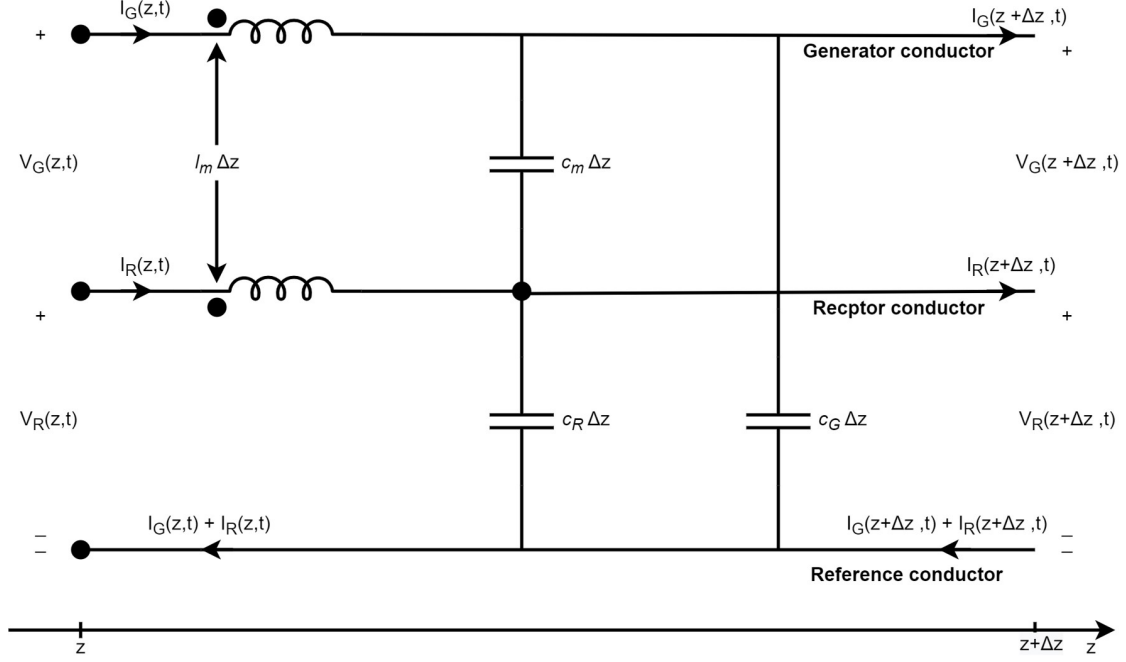 I_G(z,t)
I_G(z +Δz ,t)
+
Generator conductor
+
V_G(z,t)
l_m Δz
c_m Δz
V_G(z +Δz ,t)
I_R(z,t)
I_R(z+Δz ,t)
+
Recptor conductor
+
V_R(z,t)
c_R Δz
c_G Δz
V_R(z+Δz ,t)
I_G(z,t) + I_R(z,t)
I_G(z+Δz ,t) + I_R(z+Δz ,t)
–
–
–
–
Reference conductor
z
z+Δz
z